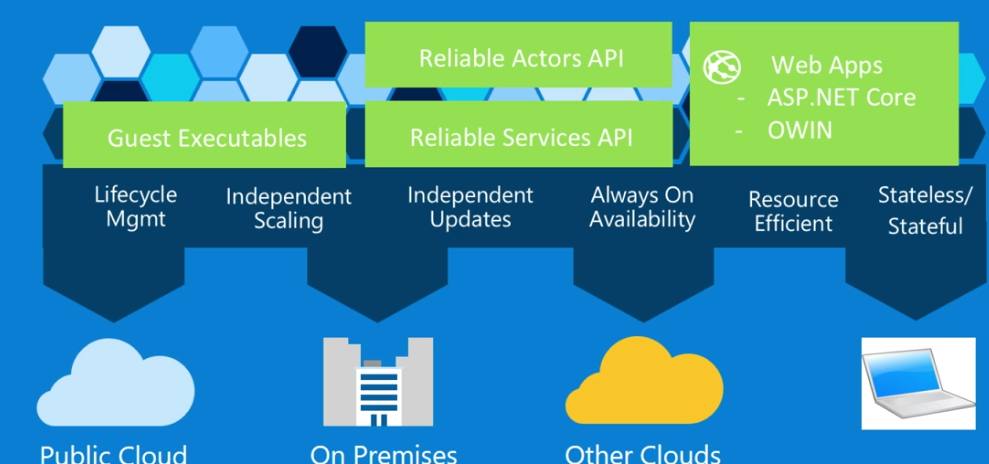 Reliable Actors API
Web Apps
- ASP.NET Core
- OWIN
Guest Executables
Reliable Services API
Lifecycle
Mgmt
Independent
Scaling
Independent
Updates
Always On
Availability
Resource
Efficient
Stateless/
Stateful
Public Cloud
On Premises
Other Clouds